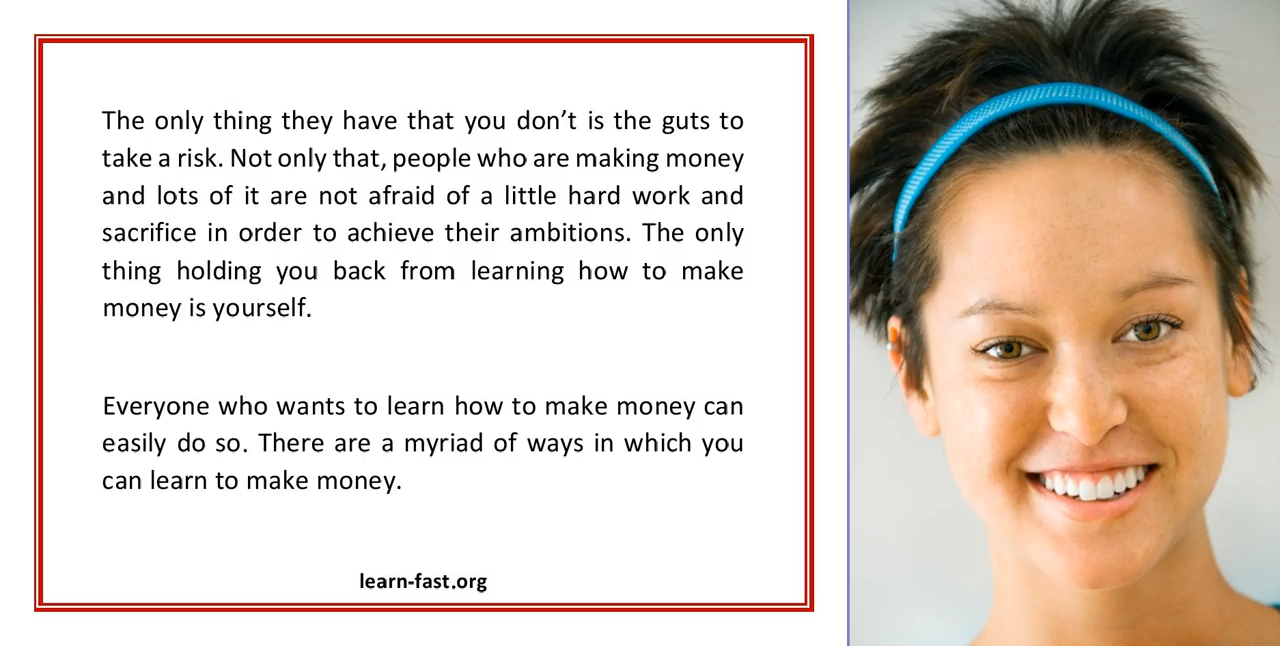 The only thing they have that you don’t is the guts to
take a risk. Not only that, people who are making money
and lots of it are not afraid of a little hard work and
sacrifice in order to achieve their ambitions. The only
thing holding you back from learning how to make
money is yourself.
Everyone who wants to learn how to make money can
easily do so. There are a myriad of ways in which you
can learn to make money.
learn-fast.org